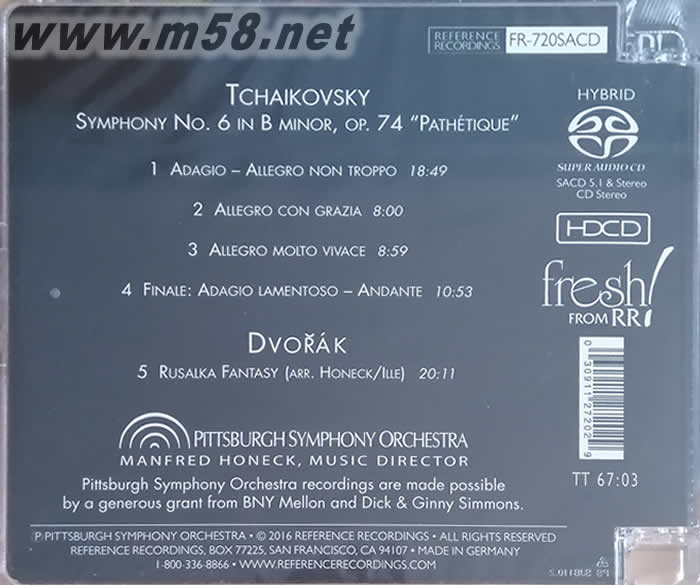 www.m58.net
REFERENCE RECORDINGS FR-720SACD
TCHAIKOVSKY
SYMPHONY NO. 6 IN B MINOR, OP. 74 "PATHÉTIQUE"
1 ADAGIO – ALLEGRO NON TROPPO 18:49
2 ALLEGRO CON GRAZIA 8:00
3 ALLEGRO MOLTO VIVACE 8:59
4 FINALE: ADAGIO LAMENTOSO – ANDANTE 10:53
DVOŘÁK
5 RUSALKA FANTASY (ARR. HONECK/ILLE) 20:11
PITTSBURGH SYMPHONY ORCHESTRA
MANFRED HONECK, MUSIC DIRECTOR
Pittsburgh Symphony Orchestra recordings are made possible
by a generous grant from BNY Mellon and Dick & Ginny Simmons.
HYBRID
SUPER AUDIO CD
SACD 5.1 & Stereo
CD Stereo
HDCD
fresh!
FROM RR
0 30911 27202 9
TT 67:03
P PITTSBURGH SYMPHONY ORCHESTRA • © 2016 REFERENCE RECORDINGS • ALL RIGHTS RESERVED
REFERENCE RECORDINGS, BOX 77225, SAN FRANCISCO, CA 94107 • MADE IN GERMANY
1-800-336-8866 • WWW.REFERENCERECORDINGS.COM